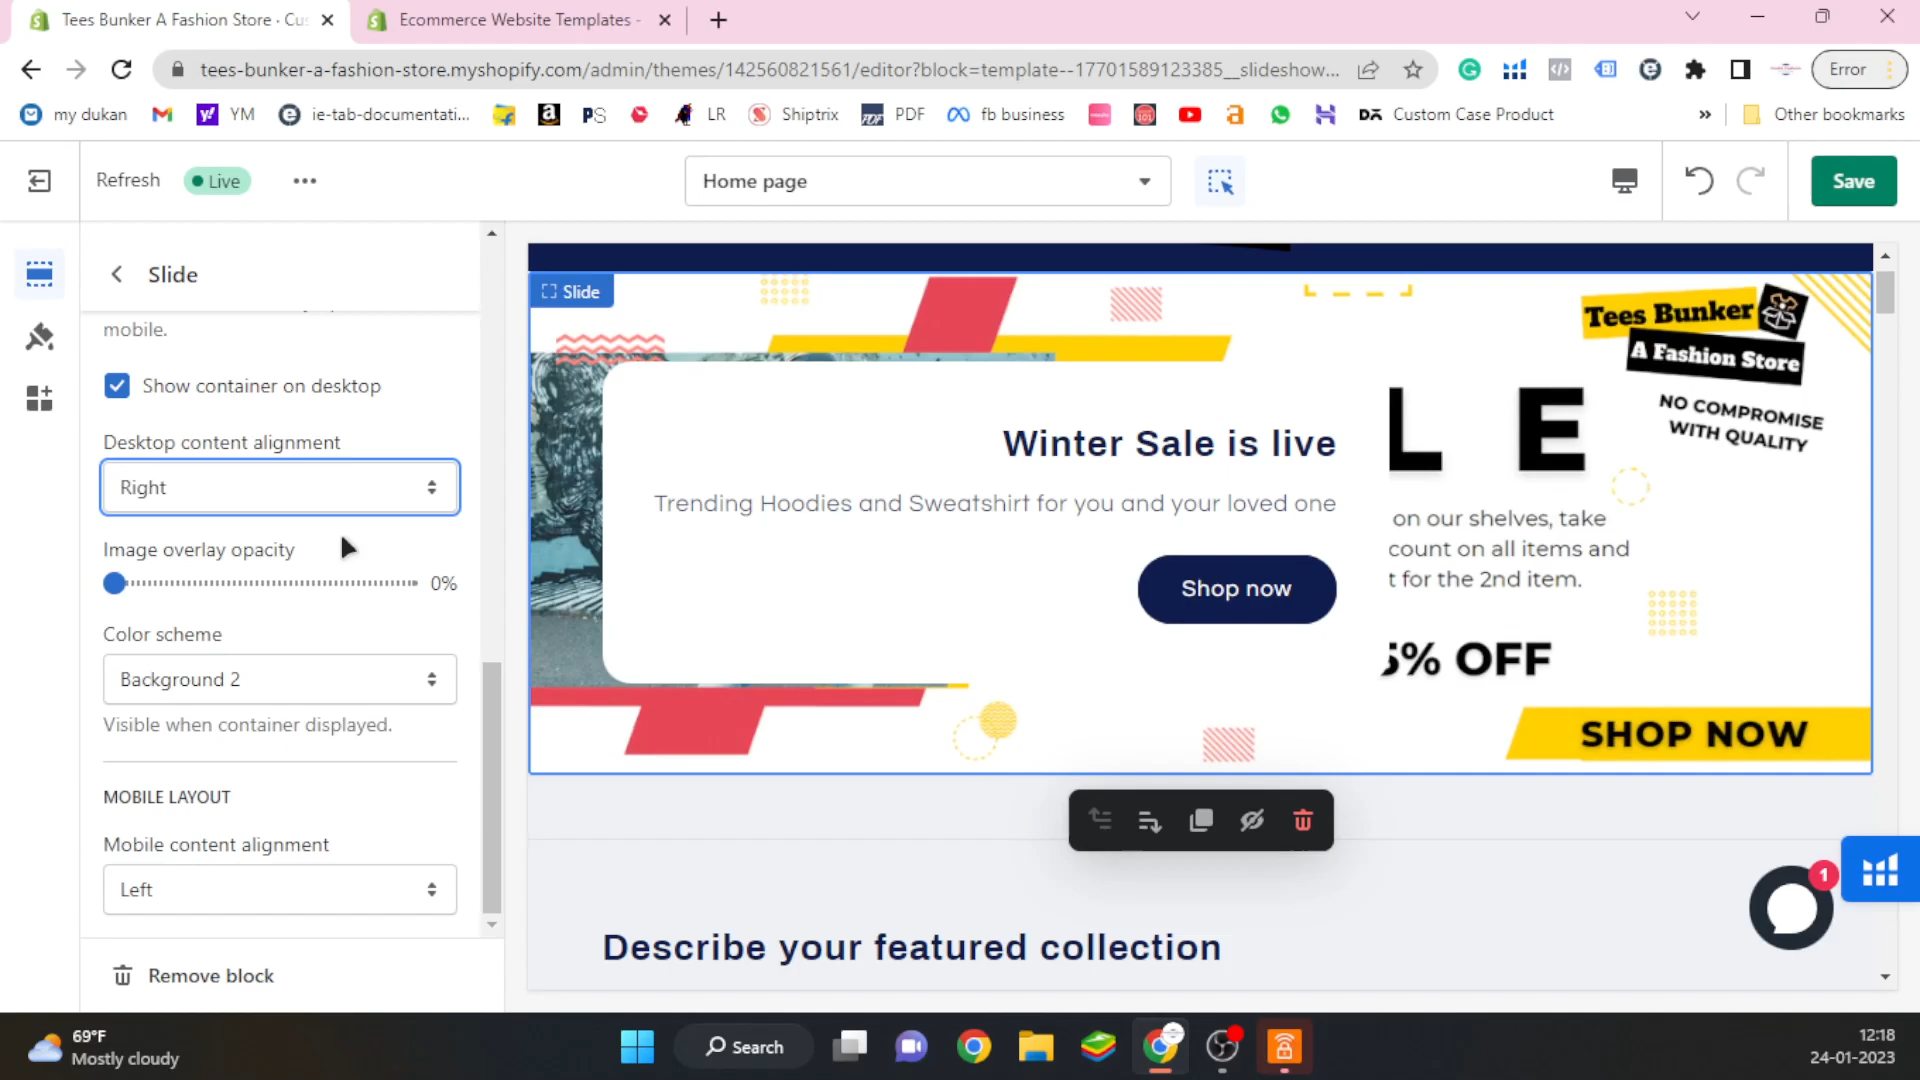 Tees Bunker A Fashion Store · Cus
Ecommerce Website Templates -
tees-bunker-a-fashion-store.myshopify.com/admin/themes/142560821561/editor?block=template--17701589123385__slideshow...
Error
my dukan
YM
ie-tab-documentati...
PS
LR
Shiptrix
PDF
fb business
Custom Case Product
Other bookmarks
Refresh
Live
Home page
Save
Slide
mobile.
Show container on desktop
Desktop content alignment
Right
Image overlay opacity
0%
Color scheme
Background 2
Visible when container displayed.
MOBILE LAYOUT
Mobile content alignment
Left
Remove block
Slide
Tees Bunker
A Fashion Store
NO COMPROMISE
WITH QUALITY
L E
Winter Sale is live
Trending Hoodies and Sweatshirt for you and your loved one
Shop now
on our shelves, take
count on all items and
t for the 2nd item.
5% OFF
SHOP NOW
1
Describe your featured collection
69°F
Mostly cloudy
Search
12:18
24-01-2023